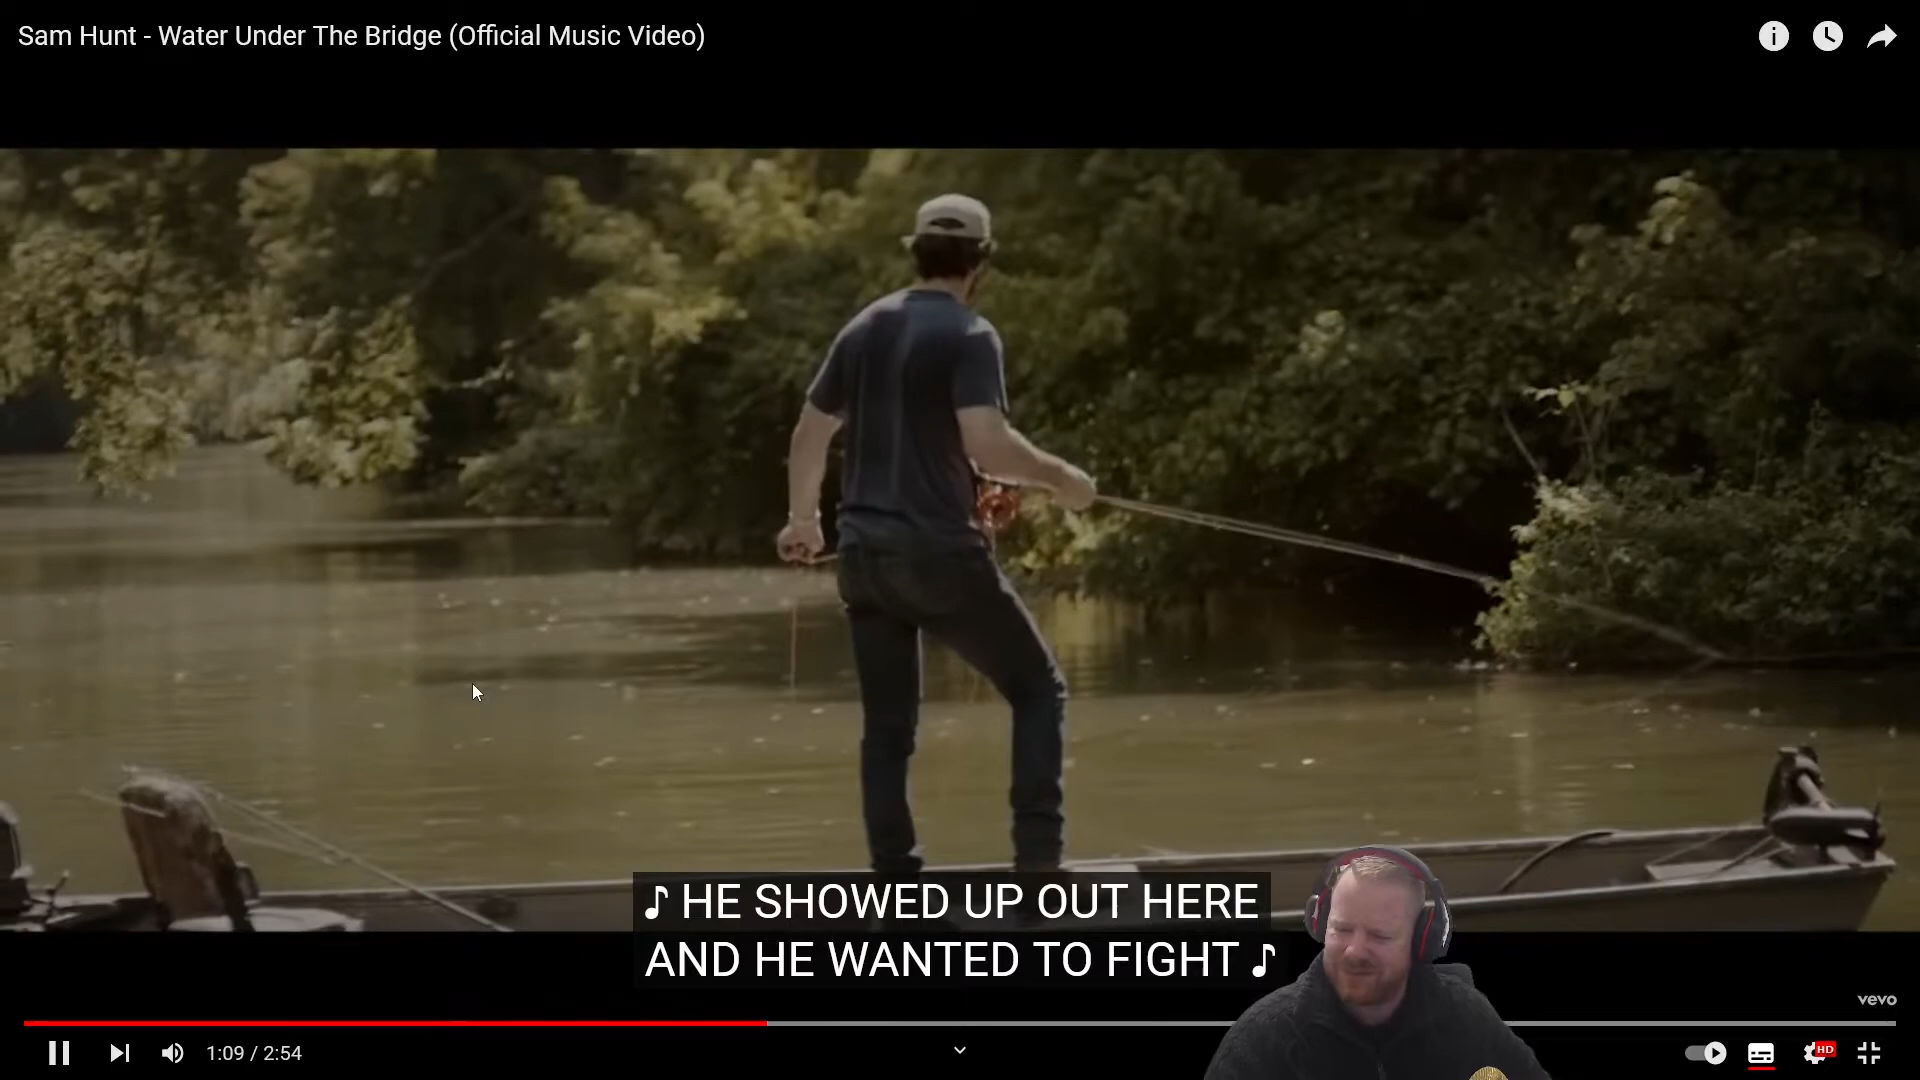 Sam Hunt - Water Under The Bridge (Official Music Video)
♪ HE SHOWED UP OUT HERE
AND HE WANTED TO FIGHT ♪
vevo
1:09 / 2:54
HD